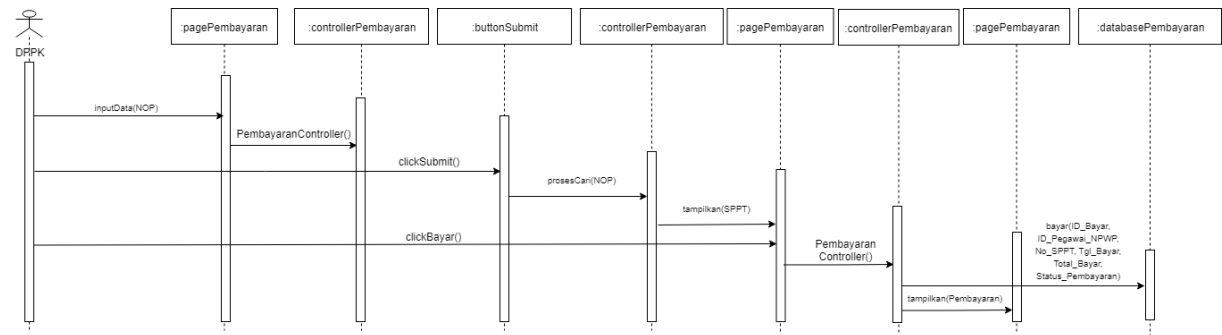 :pagePembayaran
:controllerPembayaran
:buttonSubmit
:controllerPembayaran
:pagePembayaran
:controllerPembayaran
:pagePembayaran
:databasePembayaran
DPPK
inputData(NOP)
PembayaranController()
clickSubmit()
prosesCari(NOP)
tampilkan(SPPT)
clickBayar()
Pembayaran
Controller()
bayar(ID_Bayar,
ID_Pegawai_NPWP,
No_SPPT, Tgl_Bayar,
Total_Bayar,
Status_Pembayaran)
tampilkan(Pembayaran)